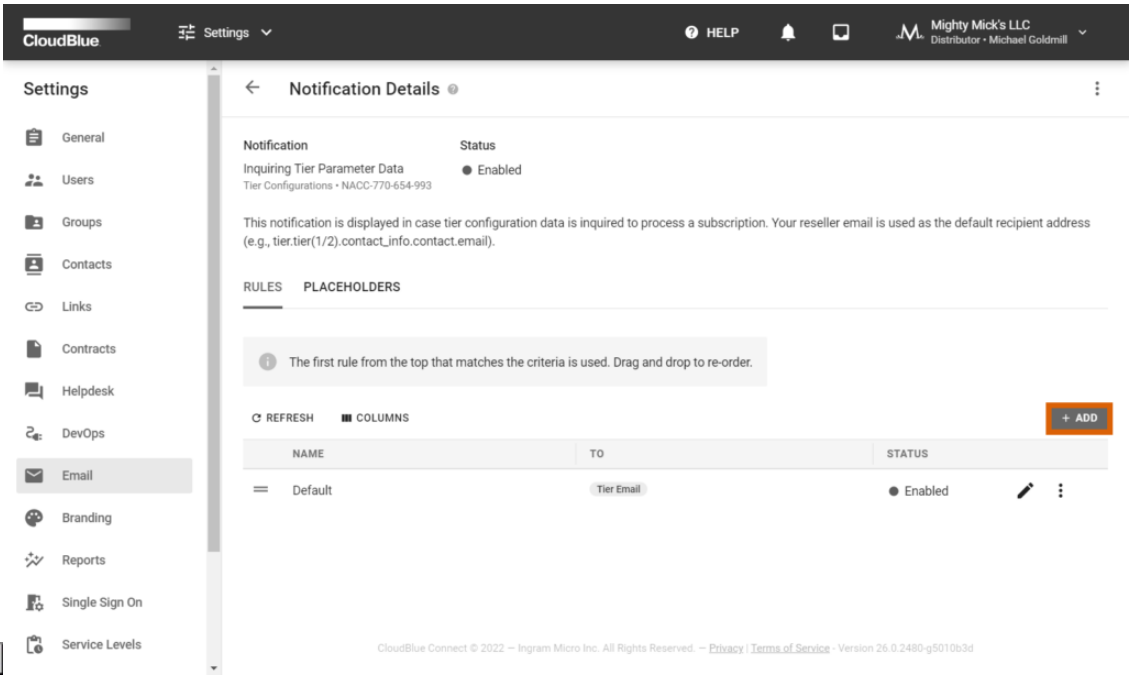 CloudBlue
Settings
HELP
Mighty Mick's LLC
Distributor • Michael Goldmill
Settings
General
Users
Groups
Contacts
Links
Contracts
Helpdesk
DevOps
Email
Branding
Reports
Single Sign On
Service Levels
Notification Details
Notification
Status
Inquiring Tier Parameter Data
Enabled
Tier Configurations • NACC-770-654-993
This notification is displayed in case tier configuration data is inquired to process a subscription. Your reseller email is used as the default recipient address
(e.g., tier.tier(1/2).contact_info.contact.email).
RULES PLACEHOLDERS
The first rule from the top that matches the criteria is used. Drag and drop to re-order.
REFRESH COLUMNS + ADD
NAME TO STATUS
Default Tier Email Enabled
CloudBlue Connect © 2022 — Ingram Micro Inc. All Rights Reserved. — Privacy | Terms of Service - Version 26.0.2480-g5010b3d